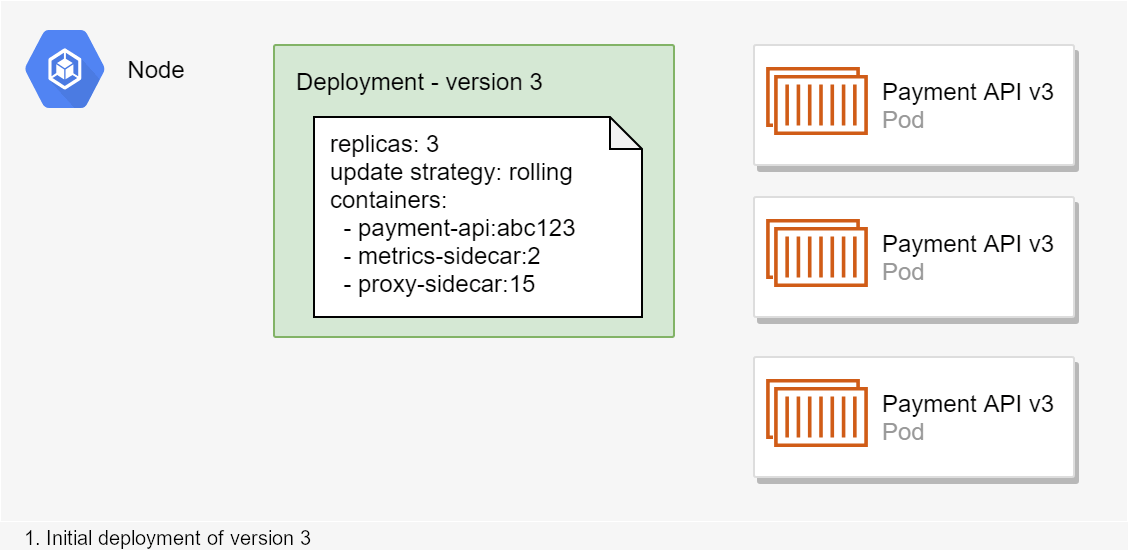 Node
Deployment - version 3
replicas: 3
update strategy: rolling
containers:
- payment-api:abc123
- metrics-sidecar:2
- proxy-sidecar:15
Payment API v3
Pod
Payment API v3
Pod
Payment API v3
Pod
1. Initial deployment of version 3